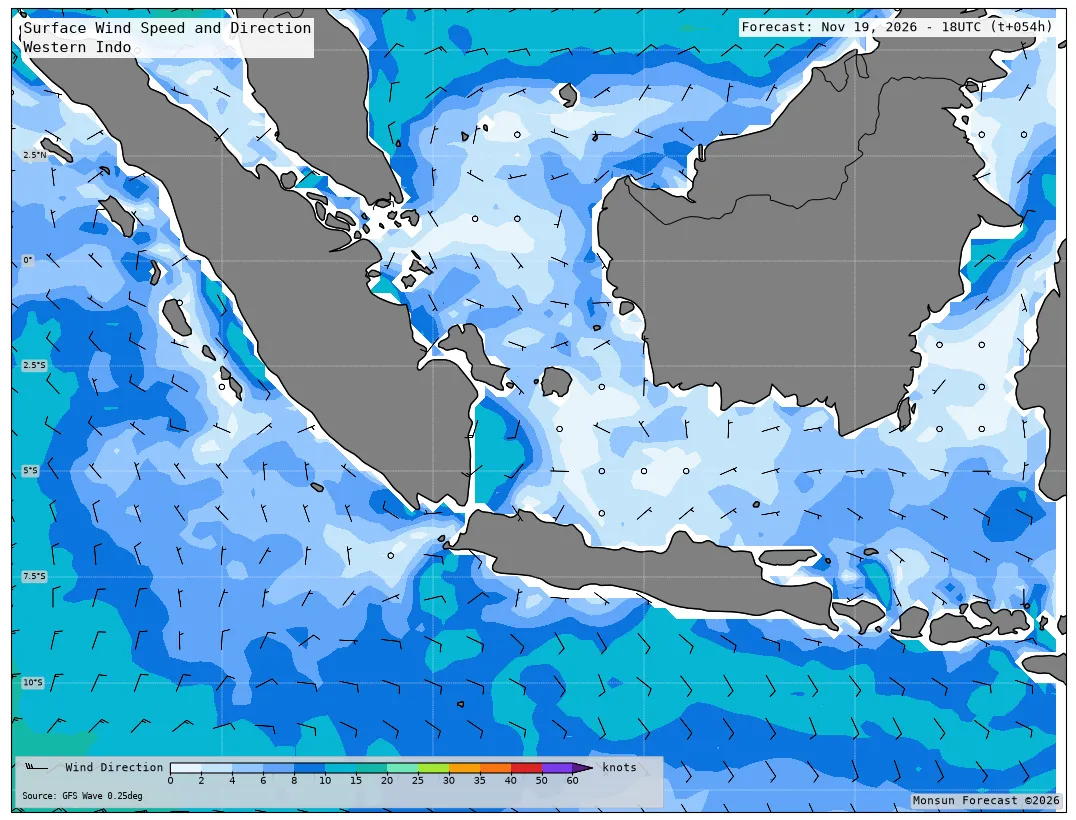 Surface Wind Speed and Direction
Western Indo
Forecast: Nov 19, 2026 - 18UTC (t+054h)
2.5°N
0°
2.5°S
5°S
7.5°S
10°S
Wind Direction
0 2 4 6 8 10 15 20 25 30 35 40 50 60
knots
Source: GFS Wave 0.25deg
Monsun Forecast ©2026